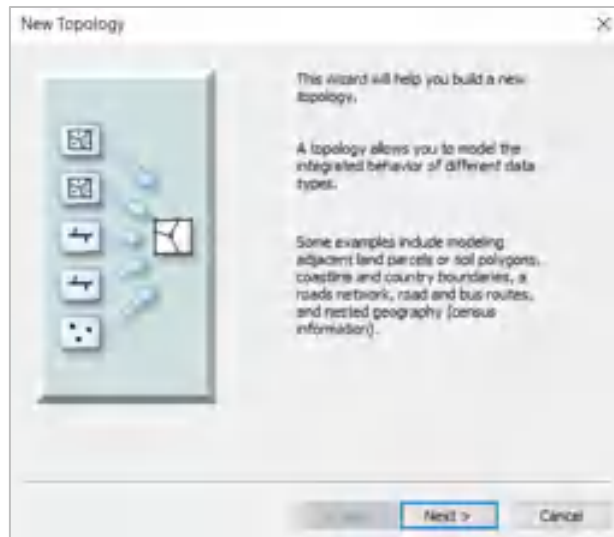 New Topology
This wizard will help you build a new
topology.
A topology allows you to model the
integrated behavior of different data
types.
Some examples include modeling
adjacent land parcels or soil polygons,
coastline and country boundaries, a
roads network, road and bus routes,
and nested geography (census
information).
Next >
Cancel